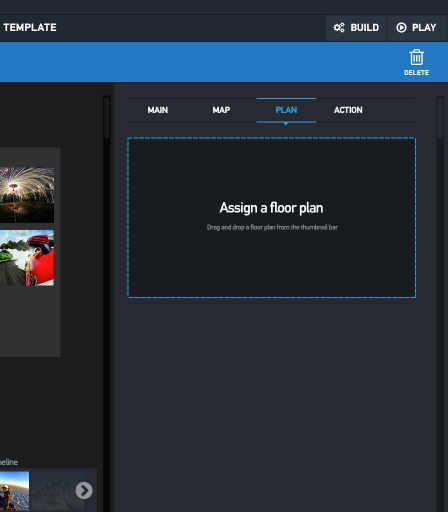 TEMPLATE
BUILD
PLAY
DELETE
MAIN
MAP
PLAN
ACTION
Assign a floor plan
Drag and drop a floor plan from the thumbnail bar